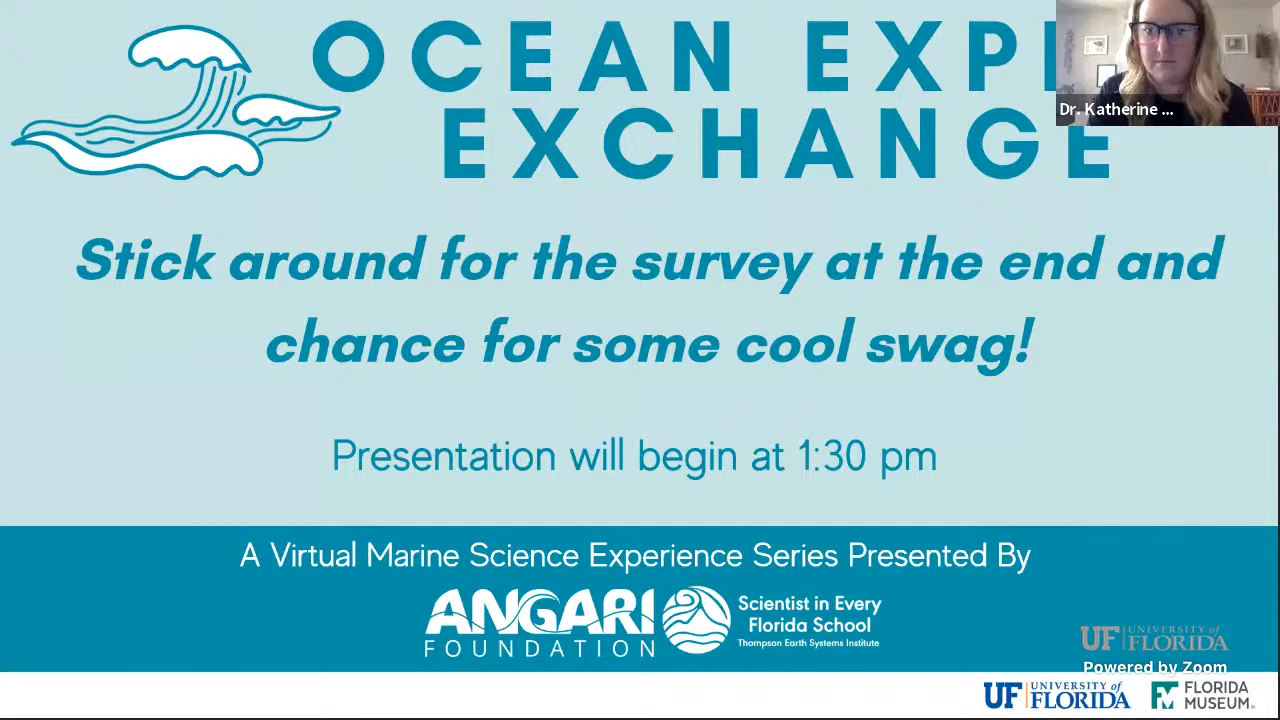 OCEAN EXP
EXCHANGE
Dr. Katherine ...
Stick around for the survey at the end and
chance for some cool swag!
Presentation will begin at 1:30 pm
A Virtual Marine Science Experience Series Presented By
ANGARI
FOUNDATION
Scientist in Every
Florida School
Thompson Earth Systems Institute
UF UNIVERSITY of
FLORIDA
Powered by Zoom
UF UNIVERSITY of
FLORIDA
FLORIDA
MUSEUM